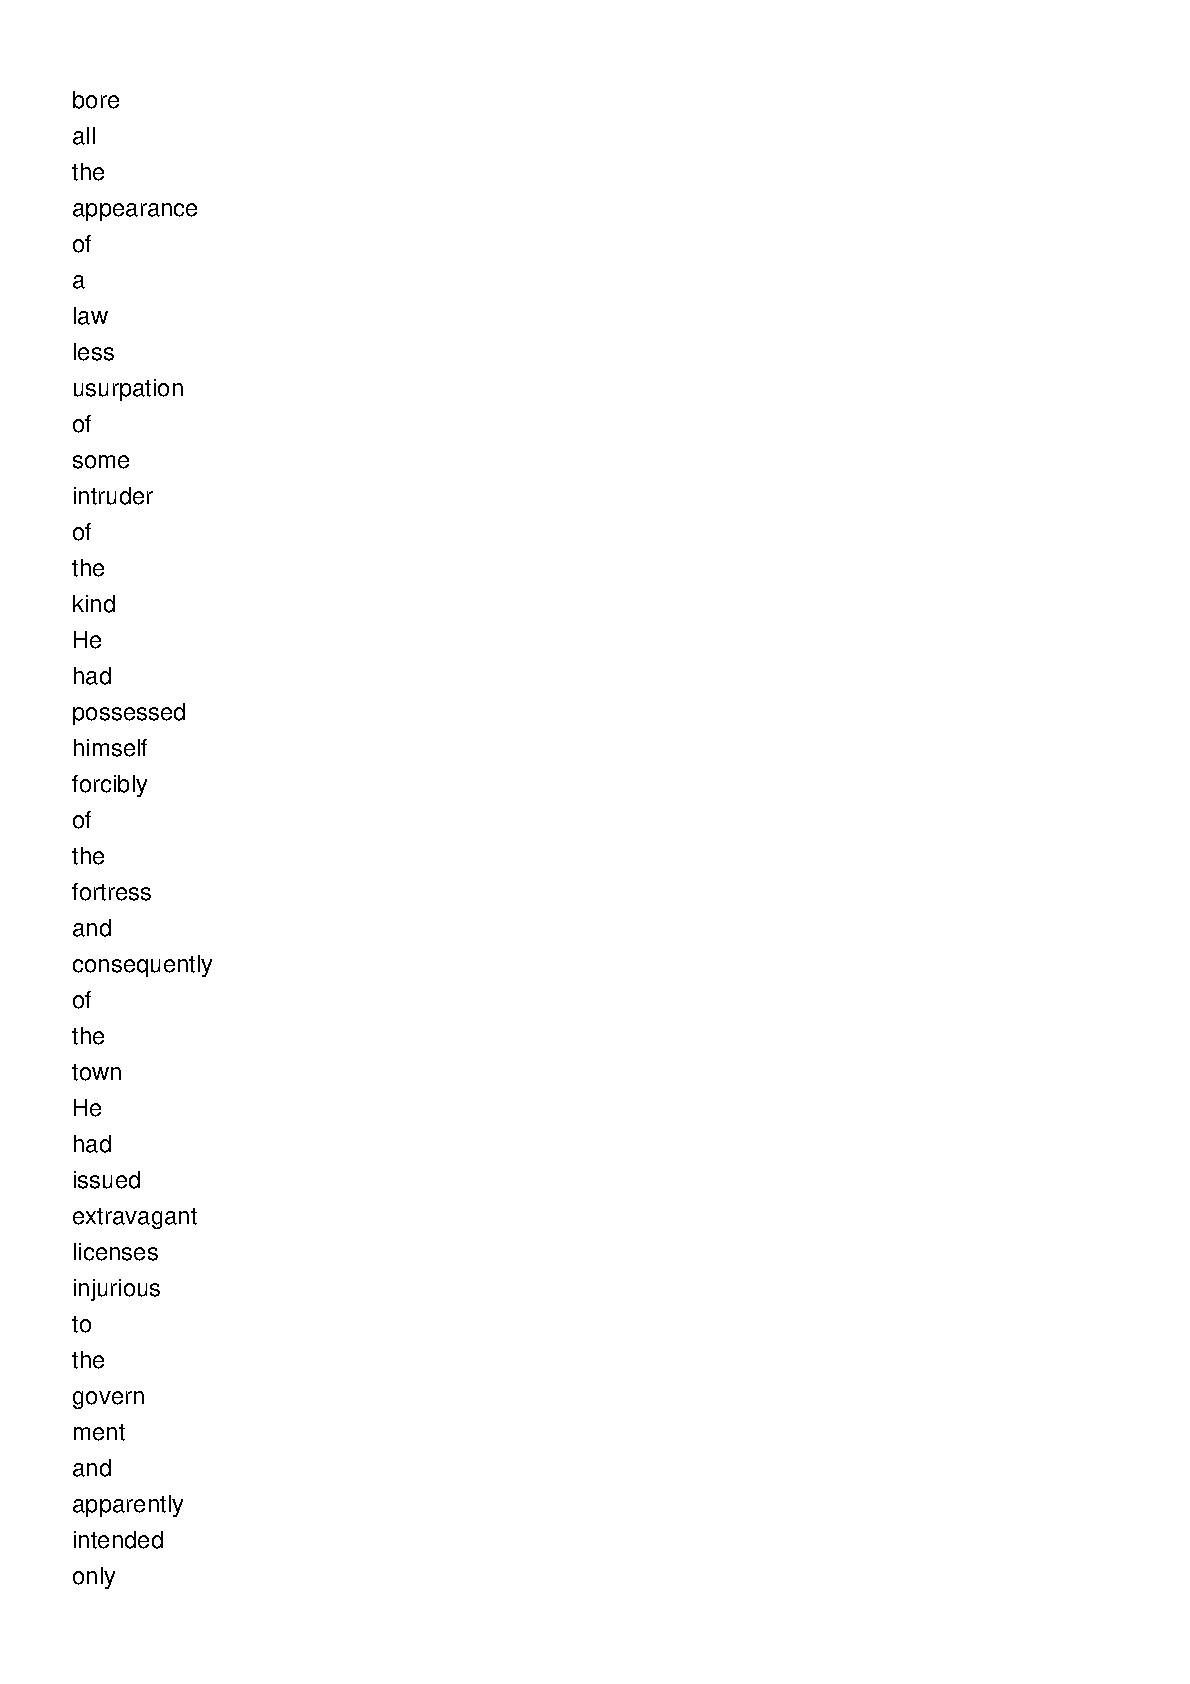 bore
all
the
appearance
of
a
law
less
usurpation
of
some
intruder
of
the
kind
He
had
possessed
himself
forcibly
of
the
fortress
and
consequently
of
the
town
He
had
issued
extravagant
licenses
injurious
to
the
govern
ment
and
apparently
intended
only